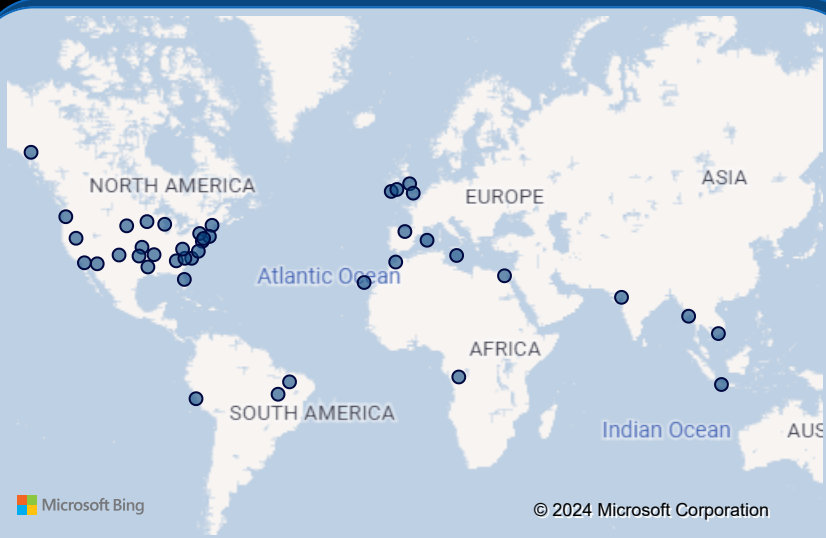 NORTH AMERICA
ASIA
EUROPE
Atlantic Ocean
AFRICA
SOUTH AMERICA
Indian Ocean
AUS
Microsoft Bing
© 2024 Microsoft Corporation